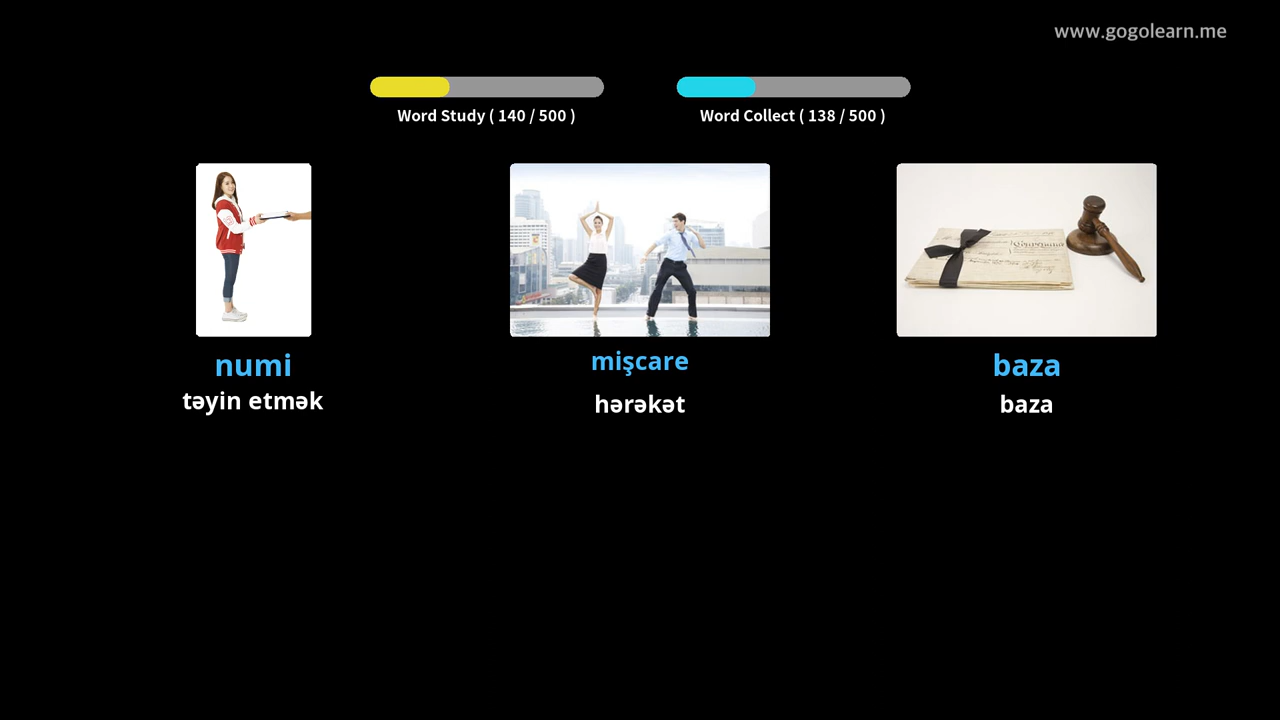 www.gogolearn.me
Word Study ( 140 / 500 )
Word Collect ( 138 / 500 )
numi
təyin etmək
mişcare
hərəkət
baza
baza